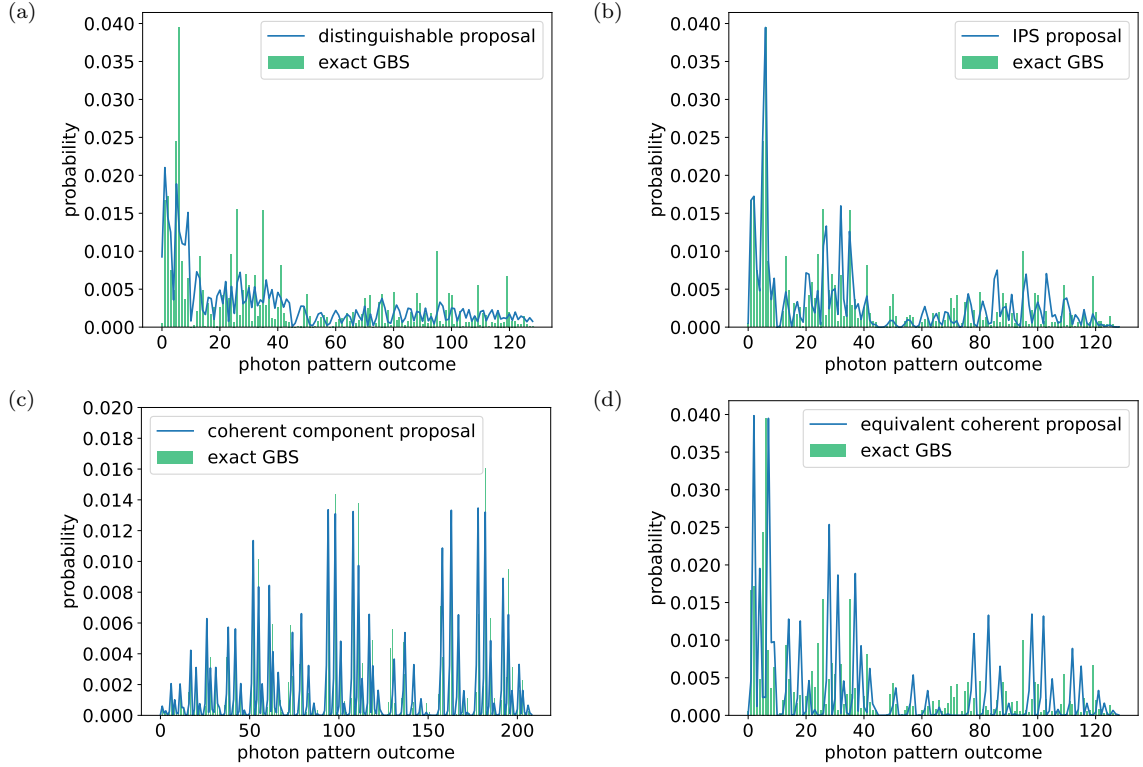 (a)
0.040
0.035
0.030
0.025
0.020
0.015
0.010
0.005
0.000
probability
distinguishable proposal
exact GBS
0 20 40 60 80 100 120
photon pattern outcome
(b)
0.040
0.035
0.030
0.025
0.020
0.015
0.010
0.005
0.000
probability
IPS proposal
exact GBS
0 20 40 60 80 100 120
photon pattern outcome
(c)
0.020
0.018
0.016
0.014
0.012
0.010
0.008
0.006
0.004
0.002
0.000
probability
coherent component proposal
exact GBS
0 50 100 150 200
photon pattern outcome
(d)
0.040
0.035
0.030
0.025
0.020
0.015
0.010
0.005
0.000
probability
equivalent coherent proposal
exact GBS
0 20 40 60 80 100 120
photon pattern outcome